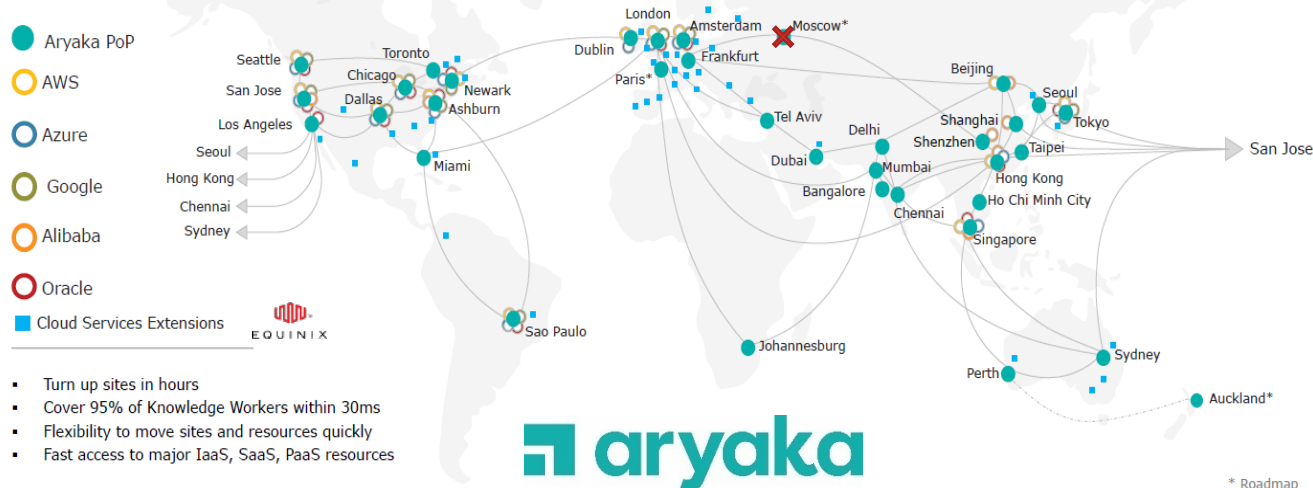 Aryaka PoP
AWS
Azure
Google
Alibaba
Oracle
Cloud Services Extensions
EQUINIX
Turn up sites in hours
Cover 95% of Knowledge Workers within 30ms
Flexibility to move sites and resources quickly
Fast access to major IaaS, SaaS, PaaS resources
Seattle
San Jose
Los Angeles
Seoul
Hong Kong
Chennai
Sydney
Toronto
Chicago
Dallas
Newark
Ashburn
Miami
Sao Paulo
London
Dublin
Amsterdam
Frankfurt
Paris*
Moscow*
Tel Aviv
Dubai
Johannesburg
Delhi
Mumbai
Bangalore
Chennai
Beijing
Seoul
Shanghai
Tokyo
Shenzhen
Taipei
Hong Kong
Ho Chi Minh City
Singapore
San Jose
Perth
Sydney
Auckland*
aryaka
* Roadmap